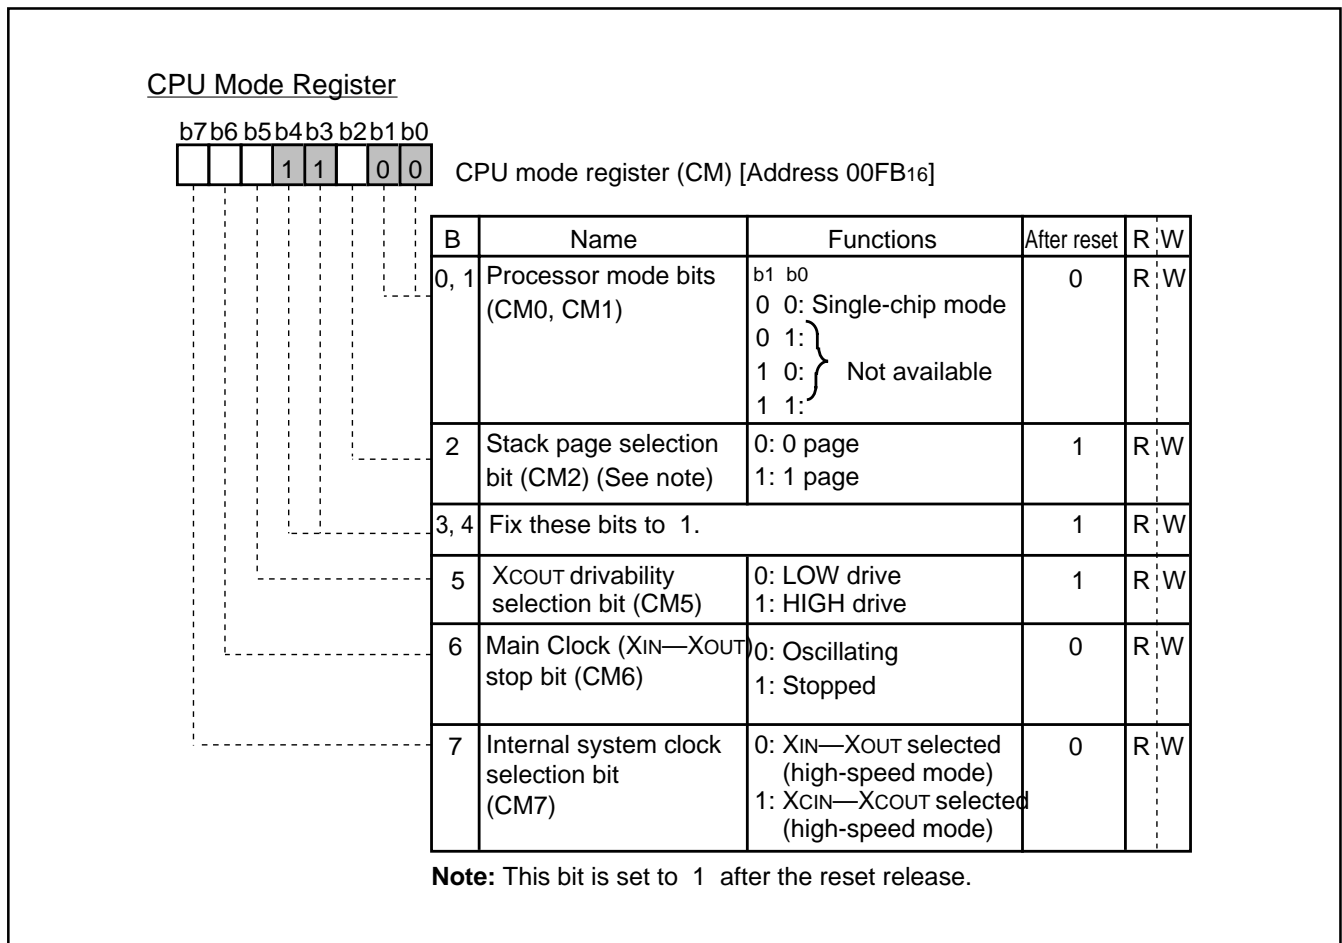 CPU Mode Register
b7 b6 b5 b4 b3 b2 b1 b0
1 1 0 0
CPU mode register (CM) [Address 00FB16]
B Name Functions After reset R W
0, 1 Processor mode bits (CM0, CM1)
b1 b0
0 0: Single-chip mode
0 1:
1 0: Not available
1 1:
0 R W
2 Stack page selection bit (CM2) (See note)
0: 0 page
1: 1 page
1 R W
3, 4 Fix these bits to 1. 1 R W
5 XCOUT drivability selection bit (CM5)
0: LOW drive
1: HIGH drive
1 R W
6 Main Clock (XIN—XOUT) stop bit (CM6)
0: Oscillating
1: Stopped
0 R W
7 Internal system clock selection bit (CM7)
0: XIN—XOUT selected (high-speed mode)
1: XCIN—XCOUT selected (high-speed mode)
0 R W
Note: This bit is set to 1 after the reset release.